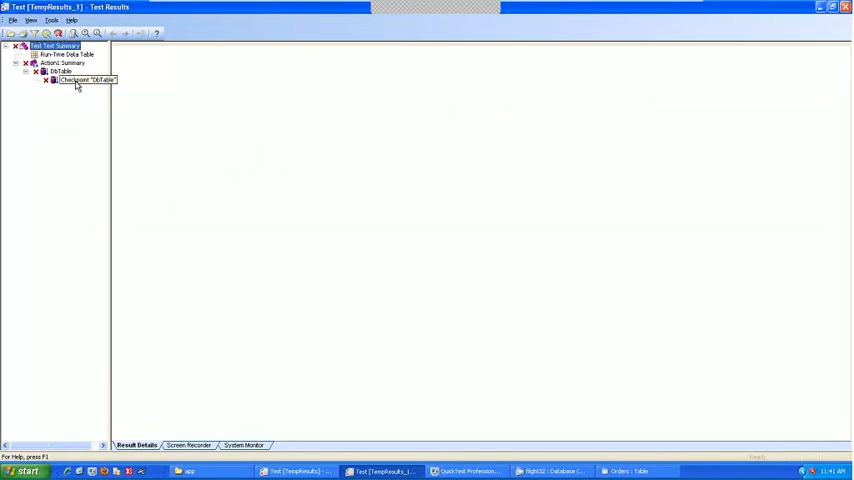 Test [TempResults_1] - Test Results
File View Tools Help
Test Test Summary
Run-Time Data Table
Action1 Summary
DbTable
Checkpoint "DbTable"
Result Details Screen Recorder System Monitor
For Help, press F1 Ready
start app Test [TempResults] - ... Test [TempResults_1... QuickTest Profession... flight32 : Database (... Orders : Table 11:41 AM